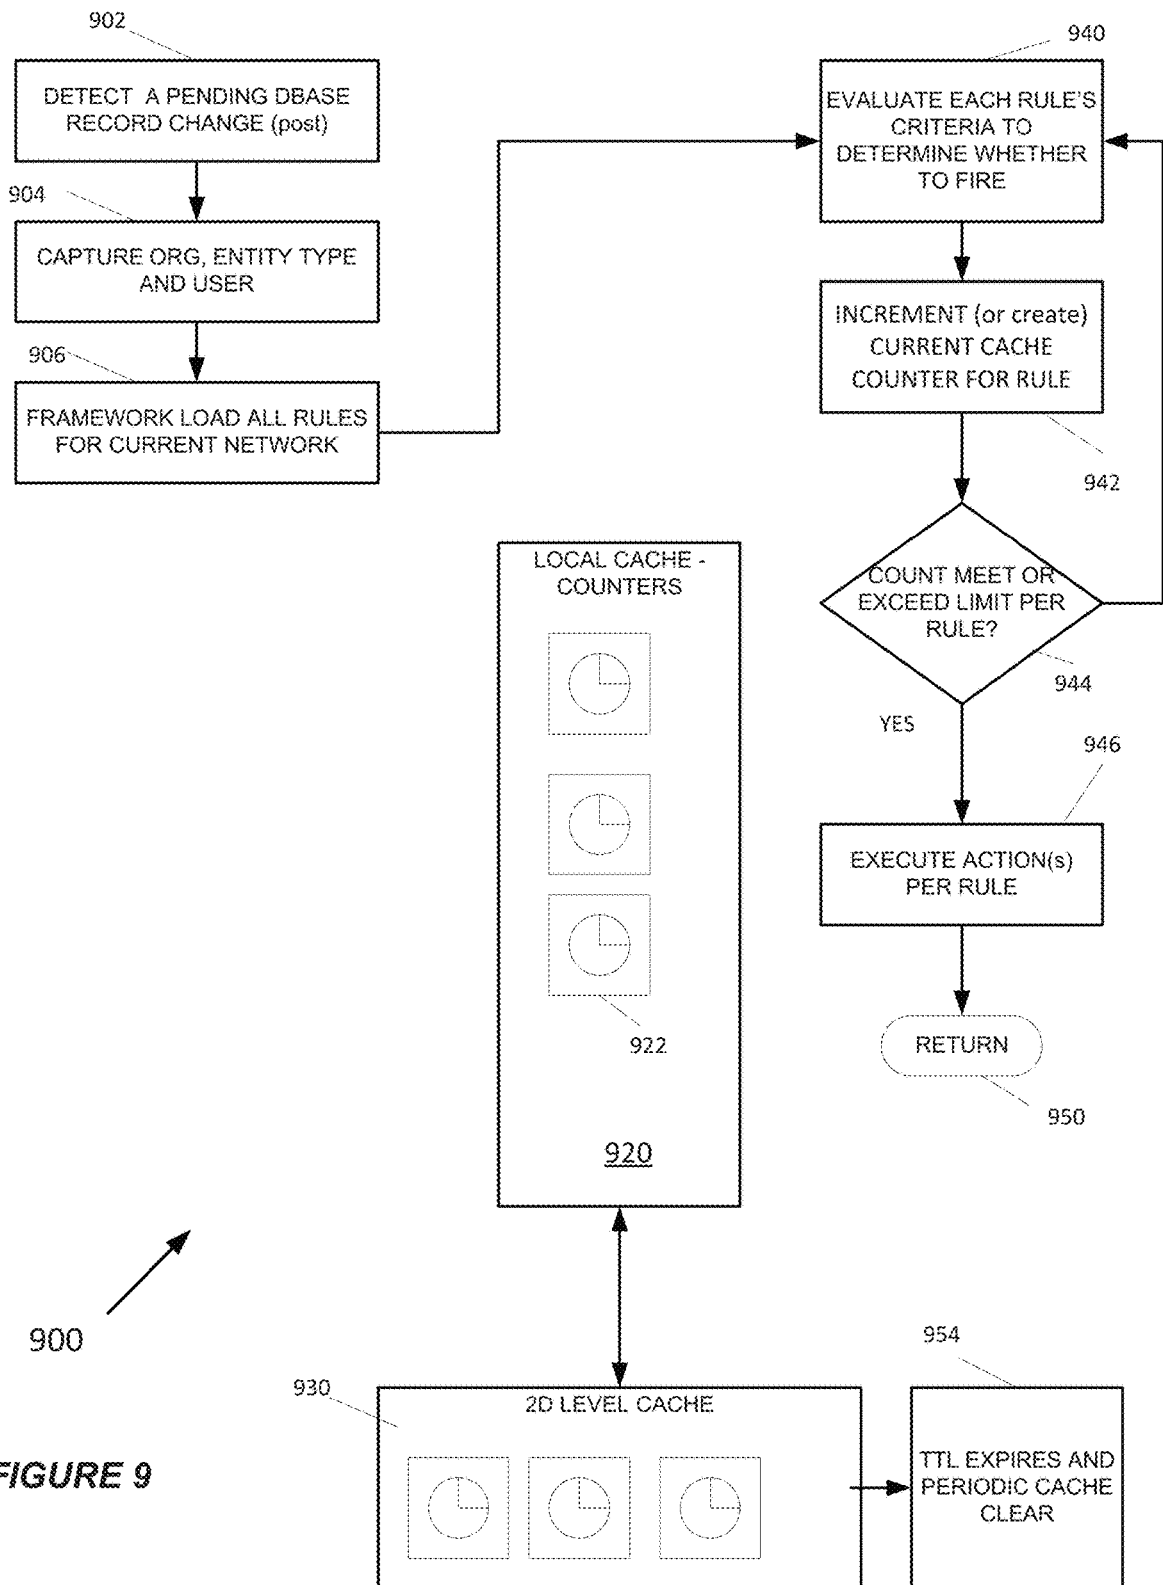 902
DETECT A PENDING DBASE
RECORD CHANGE (post)
904
CAPTURE ORG, ENTITY TYPE
AND USER
906
FRAMEWORK LOAD ALL RULES
FOR CURRENT NETWORK
940
EVALUATE EACH RULE'S
CRITERIA TO
DETERMINE WHETHER
TO FIRE
INCREMENT (or create)
CURRENT CACHE
COUNTER FOR RULE
942
COUNT MEET OR
EXCEED LIMIT PER
RULE?
944
YES
946
EXECUTE ACTION(s)
PER RULE
RETURN
950
LOCAL CACHE -
COUNTERS
922
920
900
930
2D LEVEL CACHE
954
TTL EXPIRES AND
PERIODIC CACHE
CLEAR
FIGURE 9